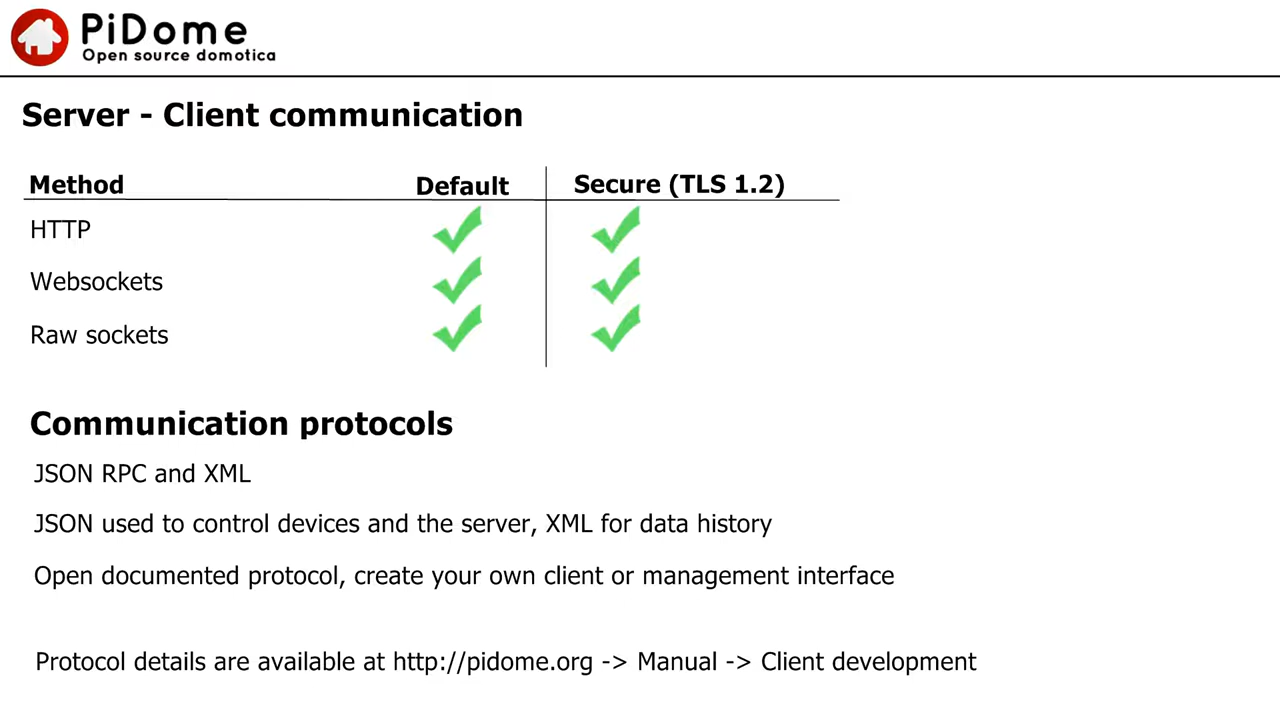 PiDome
Open source domotica
Server - Client communication
Method Default Secure (TLS 1.2)
HTTP
Websockets
Raw sockets
Communication protocols
JSON RPC and XML
JSON used to control devices and the server, XML for data history
Open documented protocol, create your own client or management interface
Protocol details are available at http://pidome.org -> Manual -> Client development